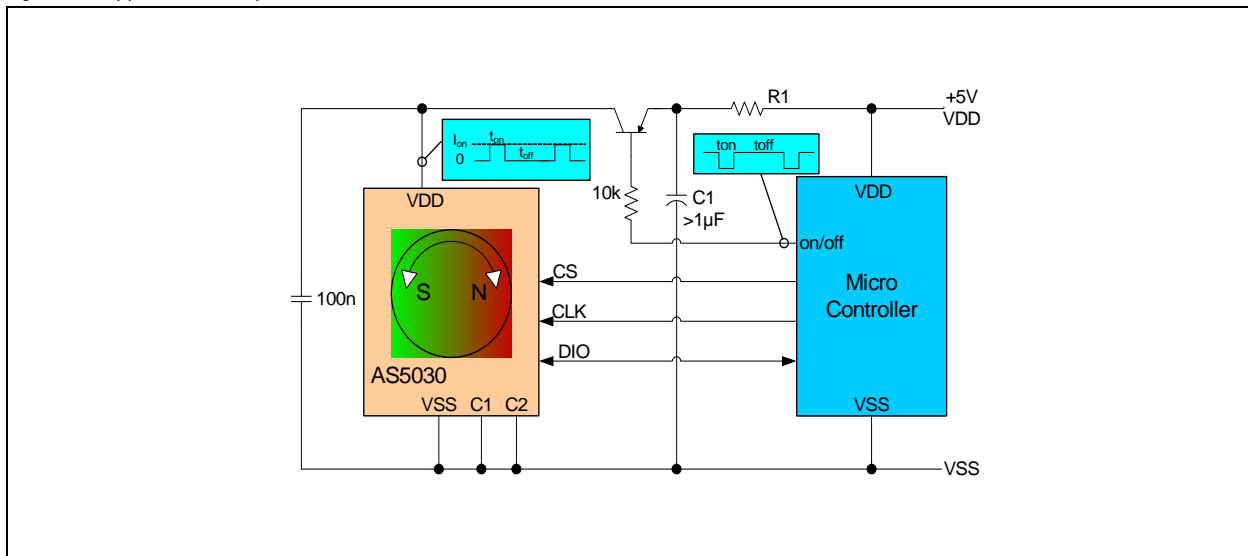 R1
+5V
VDD
Ion
ton
toff
0
ton toff
VDD
10k
C1
>1µF
VDD
on/off
CS
Micro
Controller
S N
100n
CLK
DIO
AS5030
VSS C1 C2
VSS
VSS